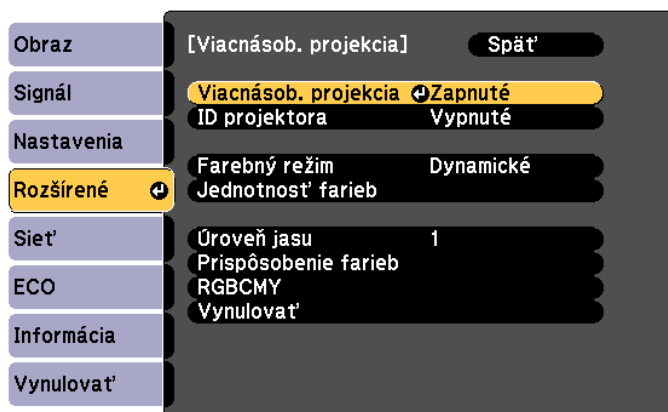 Obraz
Signál
Nastavenia
Rozšírené
Sieť
ECO
Informácia
Vynulovať
[Viacnásob. projekcia] Späť
Viacnásob. projekcia Zapnuté
ID projektora Vypnuté
Farebný režim Dynamické
Jednotnosť farieb
Úroveň jasu 1
Prispôsobenie farieb
RGBCMY
Vynulovať